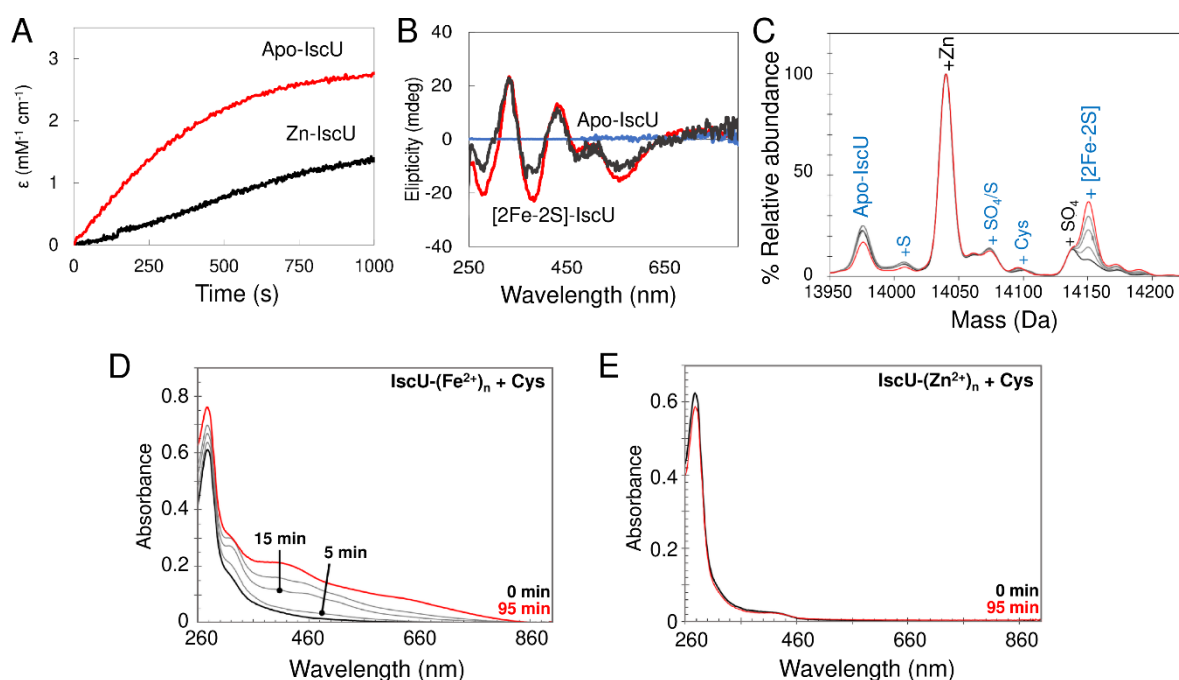 A
Apo-IscU
Zn-IscU
ε (mM⁻¹ cm⁻¹)
3
2
1
0
0
250
500
750
1000
Time (s)
B
Elipticity (mdeg)
40
20
0
-20
-40
Apo-IscU
[2Fe-2S]-IscU
250
450
650
Wavelength (nm)
C
% Relative abundance
100
50
0
Apo-IscU
+ S
+Zn
+ SO₄/S
+ Cys
+ SO₄
+ [2Fe-2S]
13950
14000
14050
14100
14150
14200
Mass (Da)
D
IscU-(Fe²⁺)ₙ + Cys
Absorbance
0.8
0.6
0.4
0.2
0
15 min
5 min
0 min
95 min
260
460
660
860
Wavelength (nm)
E
IscU-(Zn²⁺)ₙ + Cys
Absorbance
0.6
0.4
0.2
0
0 min
95 min
260
460
660
860
Wavelength (nm)